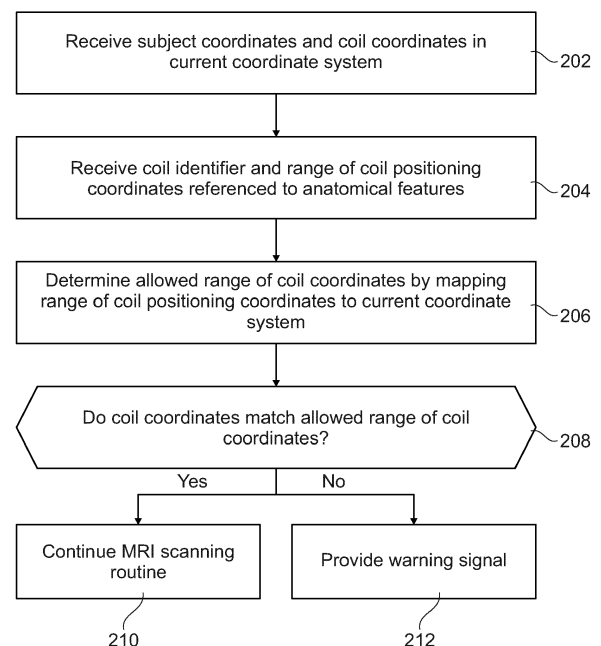 Receive subject coordinates and coil coordinates in
current coordinate system
202
Receive coil identifier and range of coil positioning
coordinates referenced to anatomical features
204
Determine allowed range of coil coordinates by mapping
range of coil positioning coordinates to current coordinate
system
206
Do coil coordinates match allowed range of coil
coordinates?
208
Yes
No
Continue MRI scanning
routine
Provide warning signal
210
212